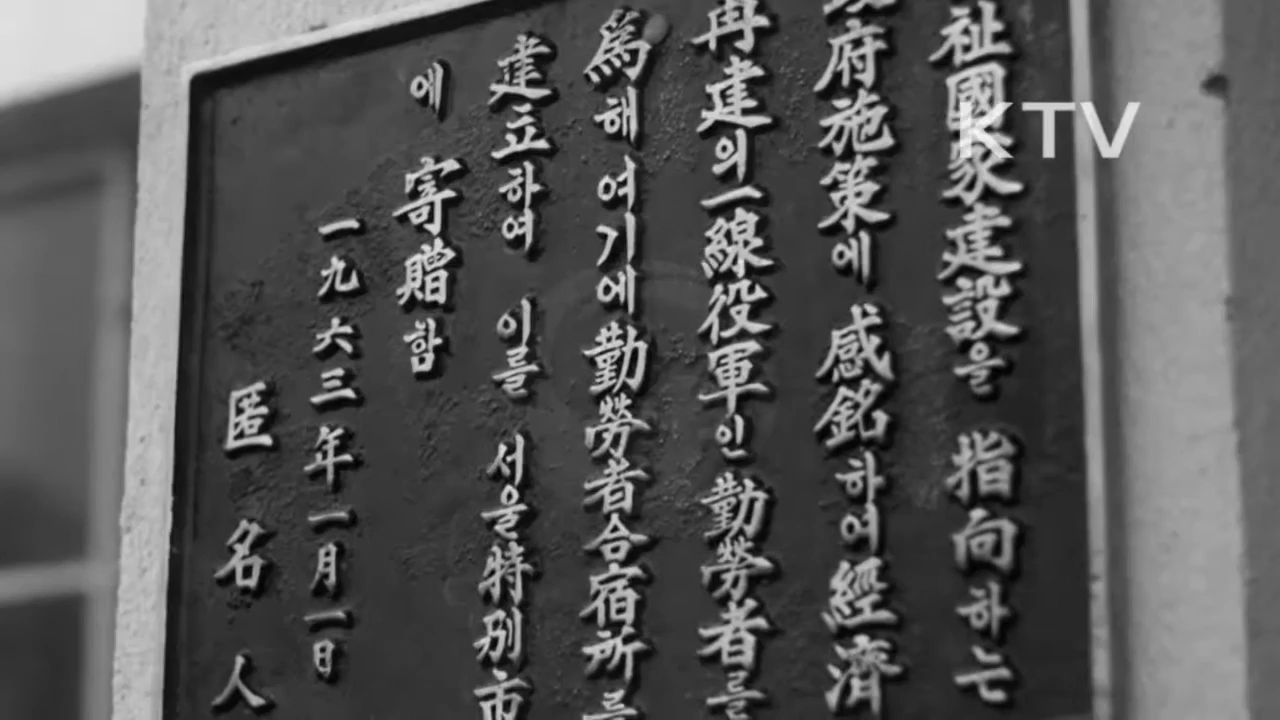 祉國家建設을 指向하는
政府施策에 感銘하여 經濟
再建의 一線役軍인 勤勞者를
爲해 여기에 勤勞者合宿所를
建立하여 이를 서울特別市
에 寄贈함
一九六三年一月一日
匿名人
KTV